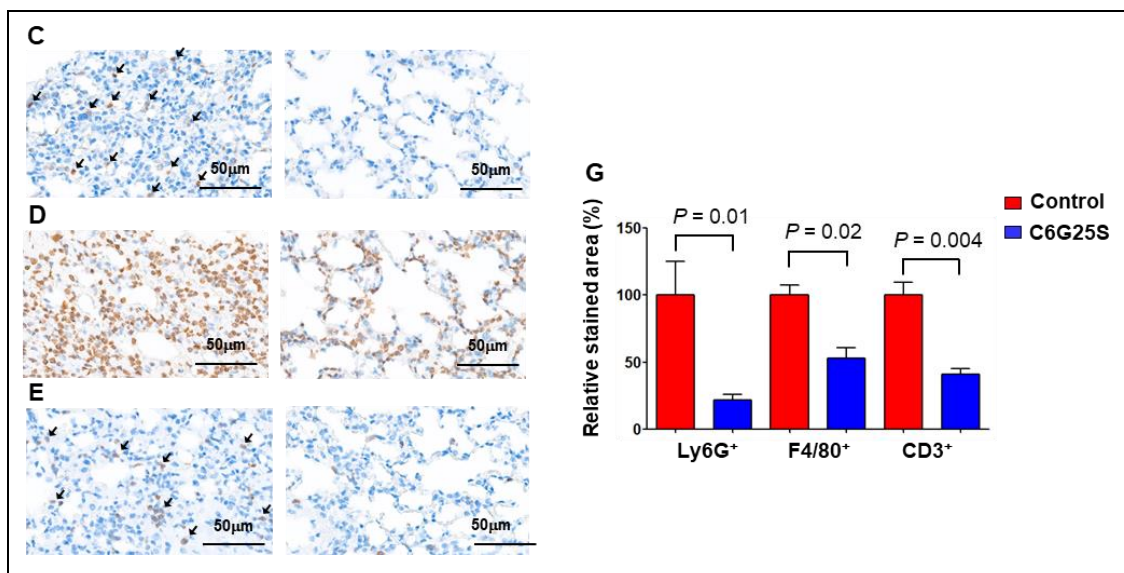 C
50μm
50μm
D
50μm
50μm
E
50μm
50μm
G
Control
C6G25S
Relative stained area (%)
150
100
50
0
P = 0.01
P = 0.02
P = 0.004
Ly6G⁺
F4/80⁺
CD3⁺